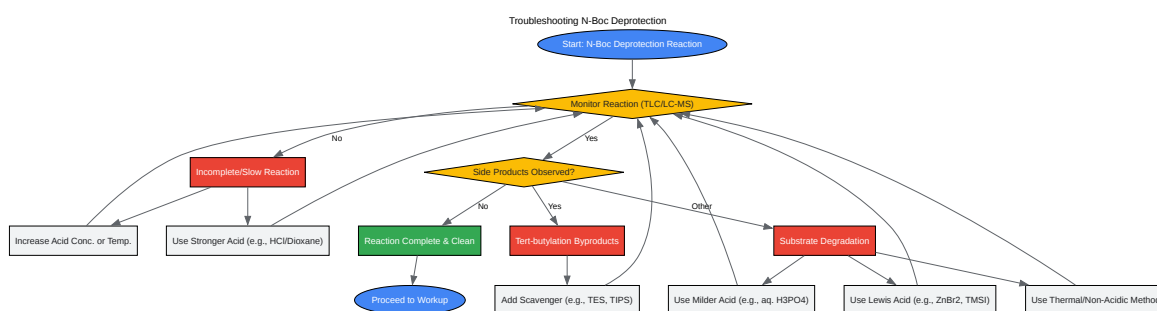 Troubleshooting N-Boc Deprotection
Start: N-Boc Deprotection Reaction
Monitor Reaction (TLC/LC-MS)
No
Yes
Incomplete/Slow Reaction
Side Products Observed?
No
Yes
Other
Increase Acid Conc. or Temp.
Use Stronger Acid (e.g., HCl/Dioxane)
Reaction Complete & Clean
Tert-butylation Byproducts
Substrate Degradation
Proceed to Workup
Add Scavenger (e.g., TES, TIPS)
Use Milder Acid (e.g., aq. H3PO4)
Use Lewis Acid (e.g., ZnBr2, TMSI)
Use Thermal/Non-Acidic Method